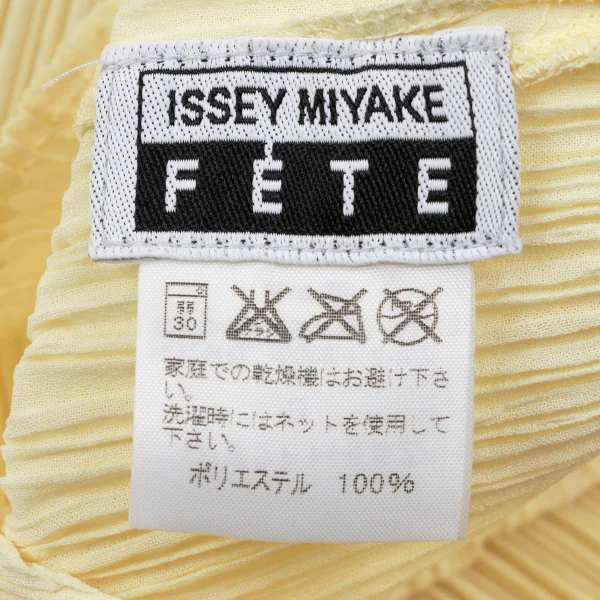 ISSEY MIYAKE
FÊTE
弱
30
家庭での乾燥機はお避け下さ
い。
洗濯時にはネットを使用して
下さい。
ポリエステル 100%